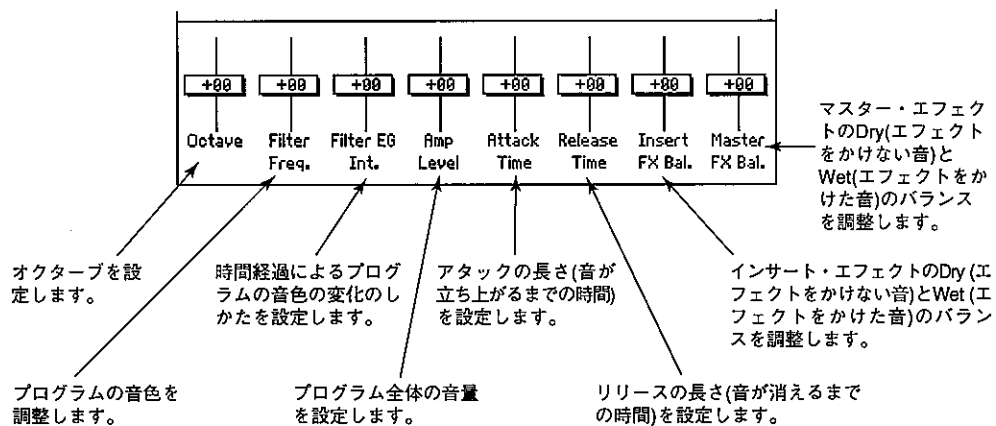 +00 +00 +00 +00 +00 +00 +00 +00
Octave Filter Filter EG Amp Attack Release Insert Master
Freq. Int. Level Time Time FX Bal. FX Bal.
マスター・エフェク
トのDry(エフェクト
をかけない音)と
Wet(エフェクトをか
けた音)のバランス
を調整します。
オクターブを設
定します。
時間経過によるプログ
ラムの音色の変化のし
かたを設定します。
アタックの長さ(音が
立ち上がるまでの時間)
を設定します。
インサート・エフェクトのDry (エ
フェクトをかけない音)とWet (エ
フェクトをかけた音)のバラン
スを調整します。
プログラムの音色を
調整します。
プログラム全体の音量
を設定します。
リリースの長さ(音が消えるまで
の時間)を設定します。